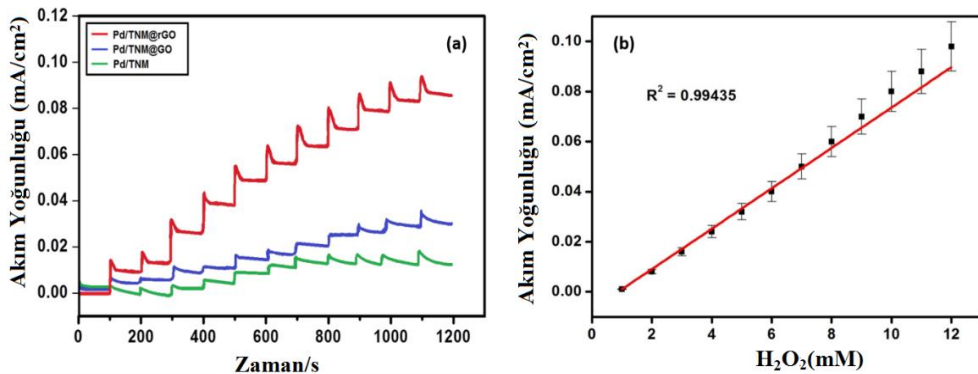 Akım Yoğunluğu (mA/cm²)
0.12
0.10
0.08
0.06
0.04
0.02
0.00
Pd/TNM@rGO
Pd/TNM@GO
Pd/TNM
(a)
0 200 400 600 800 1000 1200
Zaman/s
Akım Yoğunluğu (mA/cm²)
0.10
0.08
0.06
0.04
0.02
0.00
(b)
R² = 0.99435
0 2 4 6 8 10 12
H₂O₂(mM)